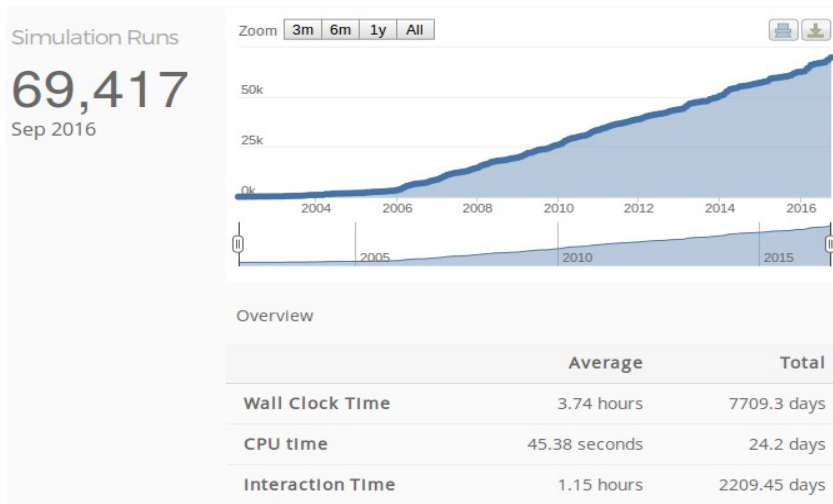 Simulation Runs
69,417
Sep 2016
Zoom 3m 6m 1y All
50k
25k
0k
2004 2006 2008 2010 2012 2014 2016
2005 2010 2015
Overview
Average Total
Wall Clock Time 3.74 hours 7709.3 days
CPU time 45.38 seconds 24.2 days
Interaction Time 1.15 hours 2209.45 days